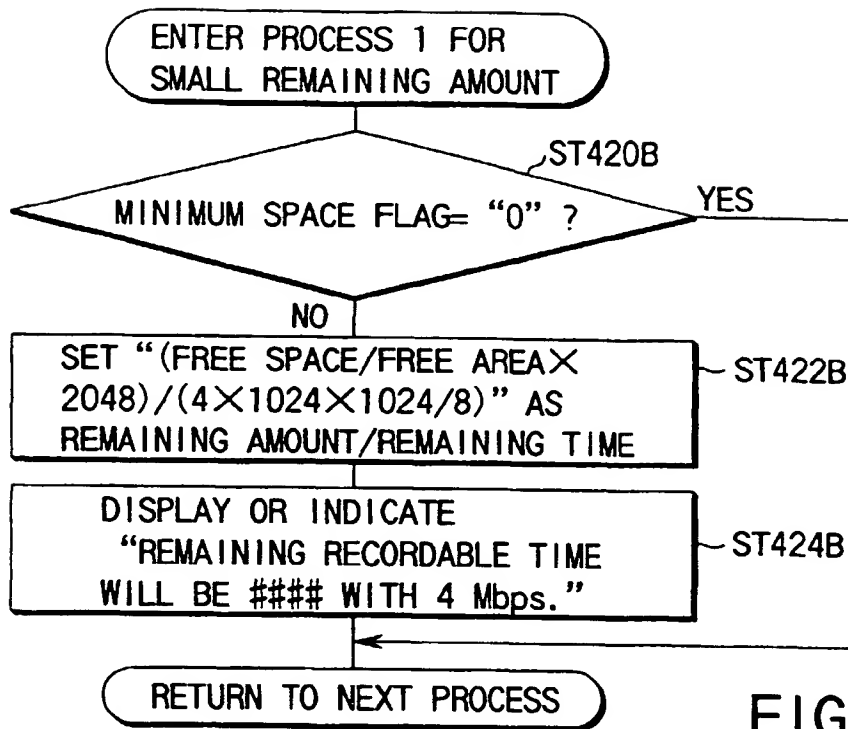 ENTER PROCESS 1 FOR
SMALL REMAINING AMOUNT
ST420B
MINIMUM SPACE FLAG= “0” ?
YES
NO
SET “(FREE SPACE/FREE AREA×
2048)/(4×1024×1024/8)” AS
REMAINING AMOUNT/REMAINING TIME
ST422B
DISPLAY OR INDICATE
“REMAINING RECORDABLE TIME
WILL BE #### WITH 4 Mbps.”
ST424B
RETURN TO NEXT PROCESS
FIG